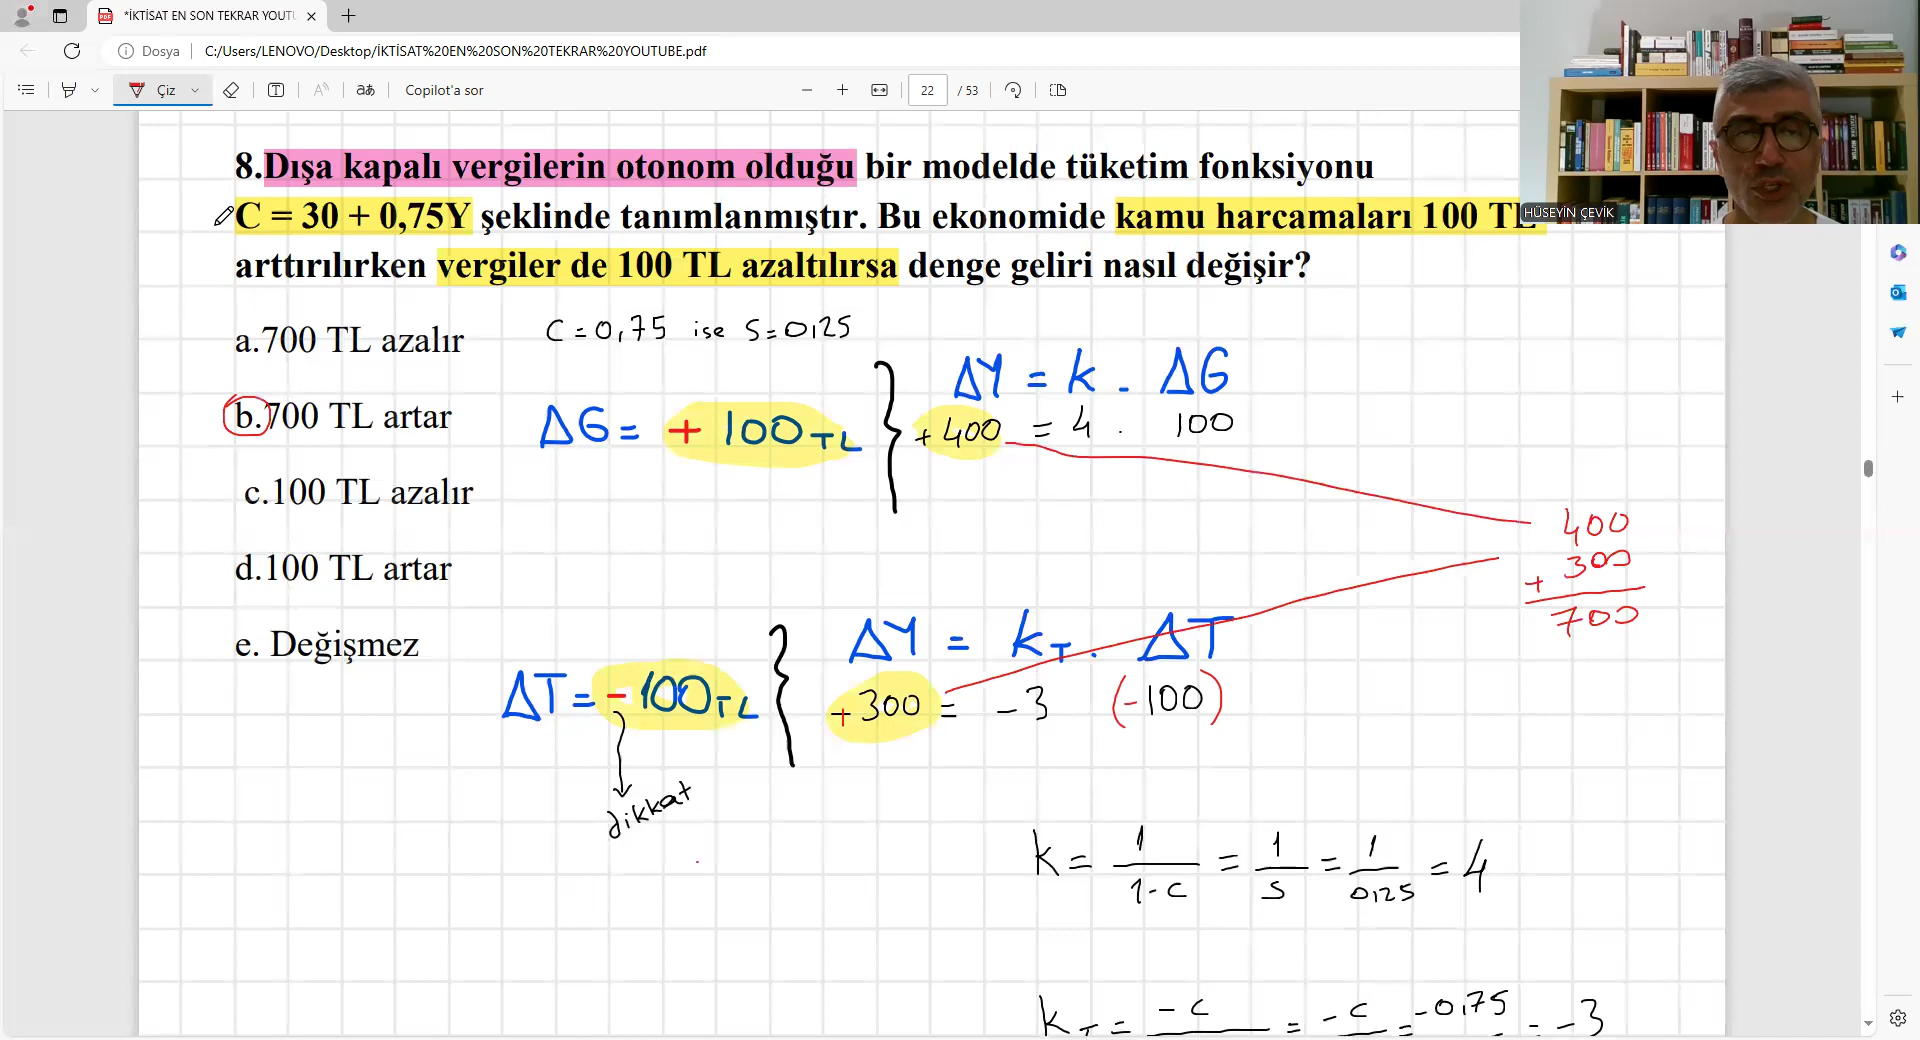 *İKTİSAT EN SON TEKRAR YOUTU
Dosya C:/Users/LENOVO/Desktop/İKTİSAT%20EN%20SON%20TEKRAR%20YOUTUBE.pdf
Çiz T A aあ Copilot'a sor 22 / 53
HÜSEYİN ÇEVİK
8.Dışa kapalı vergilerin otonom olduğu bir modelde tüketim fonksiyonu
C = 30 + 0,75Y şeklinde tanımlanmıştır. Bu ekonomide kamu harcamaları 100 TL
arttırılırken vergiler de 100 TL azaltılırsa denge geliri nasıl değişir?
a.700 TL azalır
b.700 TL artar
c.100 TL azalır
d.100 TL artar
e. Değişmez
C = 0,75 ise S = 0,25
ΔG = + 100 TL
ΔY = k . ΔG
+ 400 = 4 . 100
400
+ 300
700
ΔT = - 100 TL
dikkat
ΔY = kT . ΔT
+ 300 = - 3 (-100)
k = 1 / 1-c = 1 / s = 1 / 0,25 = 4
kT = -c = -c = -0,75 = -3